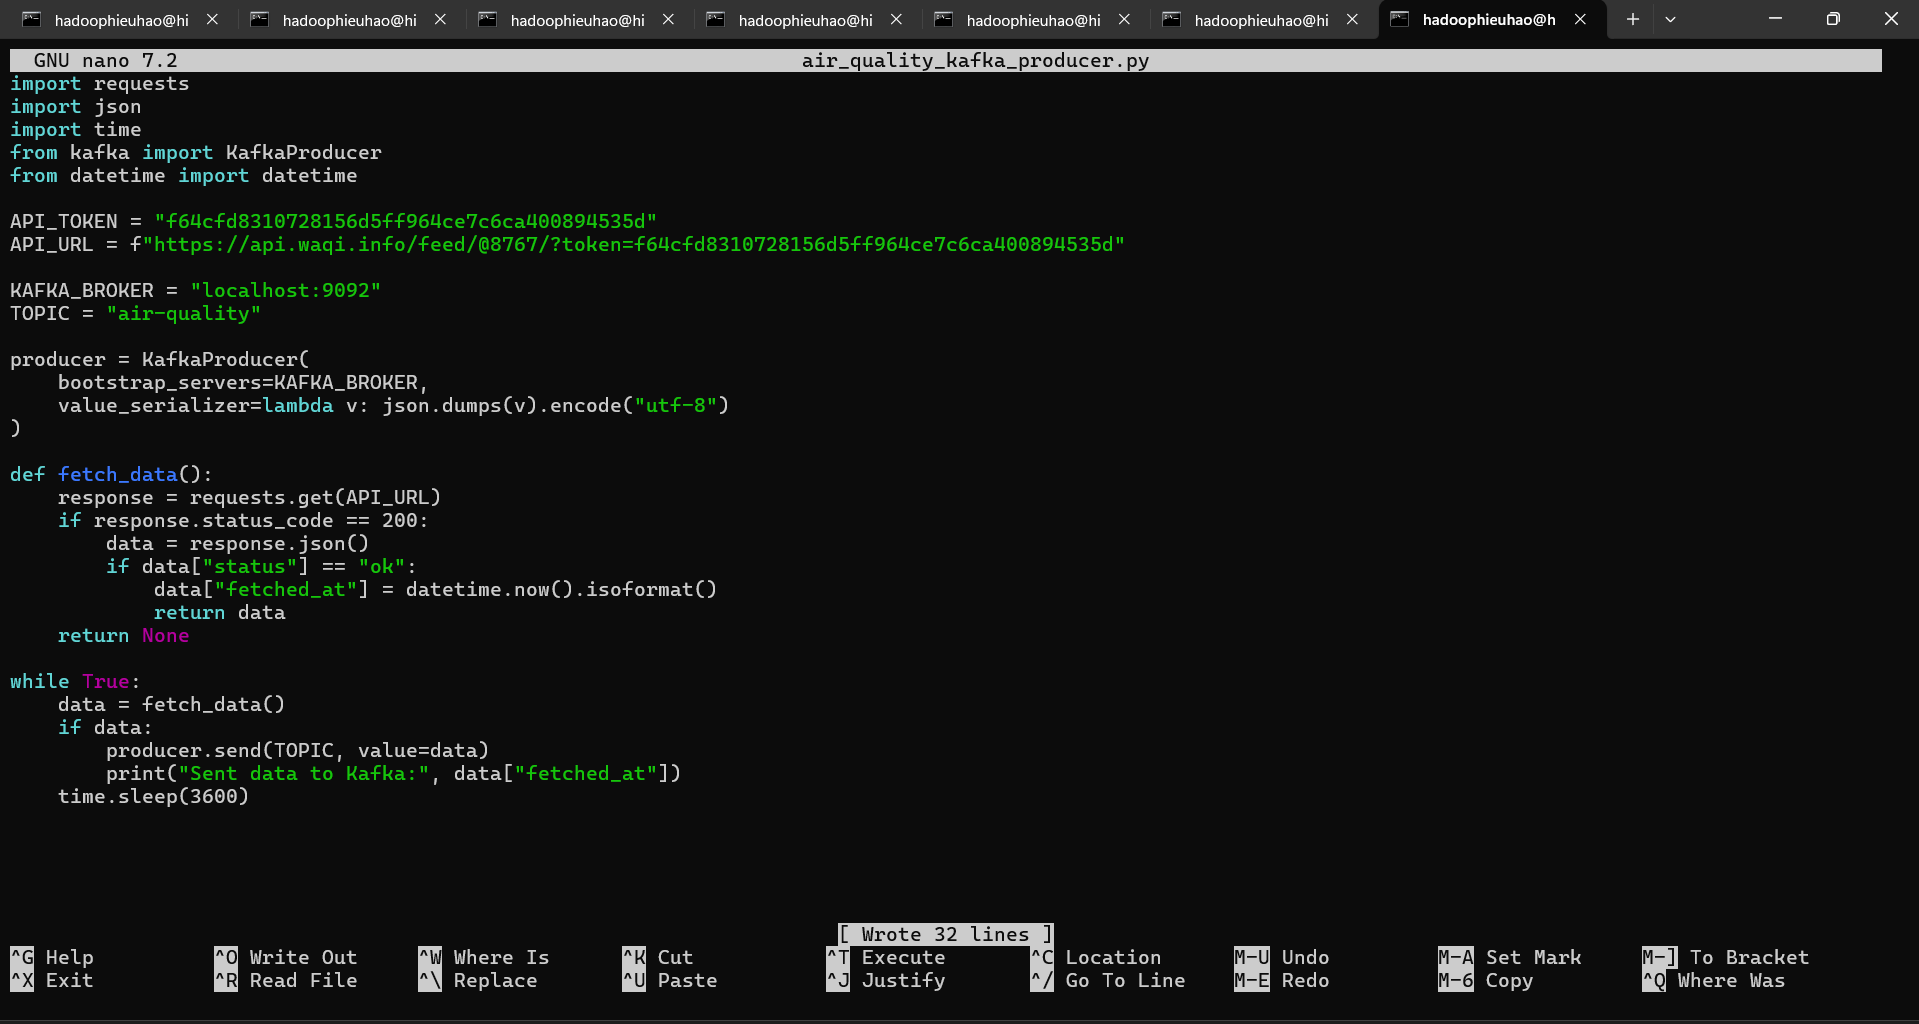 hadoophieuhao@hi hadoophieuhao@hi hadoophieuhao@hi hadoophieuhao@hi hadoophieuhao@hi hadoophieuhao@hi hadoophieuhao@h
GNU nano 7.2 air_quality_kafka_producer.py
import requests
import json
import time
from kafka import KafkaProducer
from datetime import datetime

API_TOKEN = "f64cfd8310728156d5ff964ce7c6ca400894535d"
API_URL = f"https://api.waqi.info/feed/@8767/?token=f64cfd8310728156d5ff964ce7c6ca400894535d"

KAFKA_BROKER = "localhost:9092"
TOPIC = "air-quality"

producer = KafkaProducer(
    bootstrap_servers=KAFKA_BROKER,
    value_serializer=lambda v: json.dumps(v).encode("utf-8")
)

def fetch_data():
    response = requests.get(API_URL)
    if response.status_code == 200:
        data = response.json()
        if data["status"] == "ok":
            data["fetched_at"] = datetime.now().isoformat()
            return data
    return None

while True:
    data = fetch_data()
    if data:
        producer.send(TOPIC, value=data)
        print("Sent data to Kafka:", data["fetched_at"])
    time.sleep(3600)

[ Wrote 32 lines ]
^G Help ^O Write Out ^W Where Is ^K Cut ^T Execute ^C Location M-U Undo M-A Set Mark M-] To Bracket
^X Exit ^R Read File ^\ Replace ^U Paste ^J Justify ^/ Go To Line M-E Redo M-6 Copy ^Q Where Was